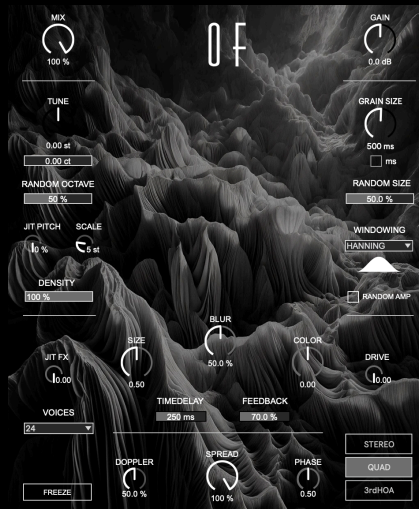 MIX
100 %
OF
GAIN
0.0 dB
TUNE
0.00 st
0.00 ct
GRAIN SIZE
500 ms
ms
RANDOM OCTAVE
50 %
RANDOM SIZE
50.0 %
JIT PITCH
0%
SCALE
5 st
WINDOWING
HANNING
DENSITY
100 %
RANDOM AMP
JIT FX
0.00
SIZE
0.50
BLUR
50.0 %
COLOR
0.00
DRIVE
0.00
TIMEDELAY
250 ms
FEEDBACK
70.0 %
VOICES
24
STEREO
DOPPLER
50.0 %
SPREAD
100 %
PHASE
0.50
QUAD
FREEZE
3rdHOA